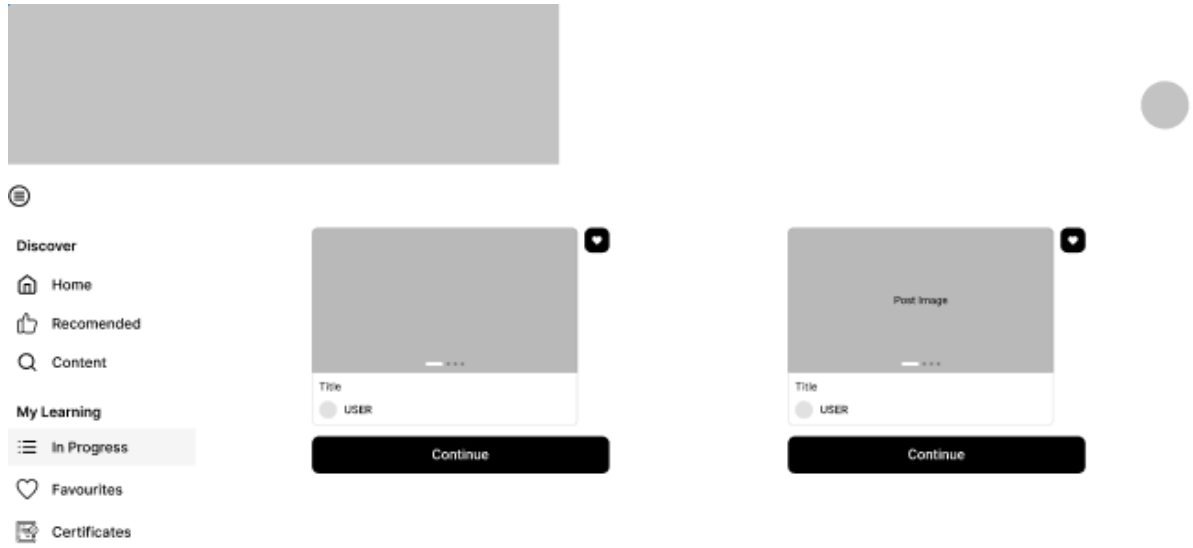 Discover
Home
Recomended
Content
My Learning
In Progress
Favourites
Certificates
Title
USER
Continue
Post Image
Title
USER
Continue